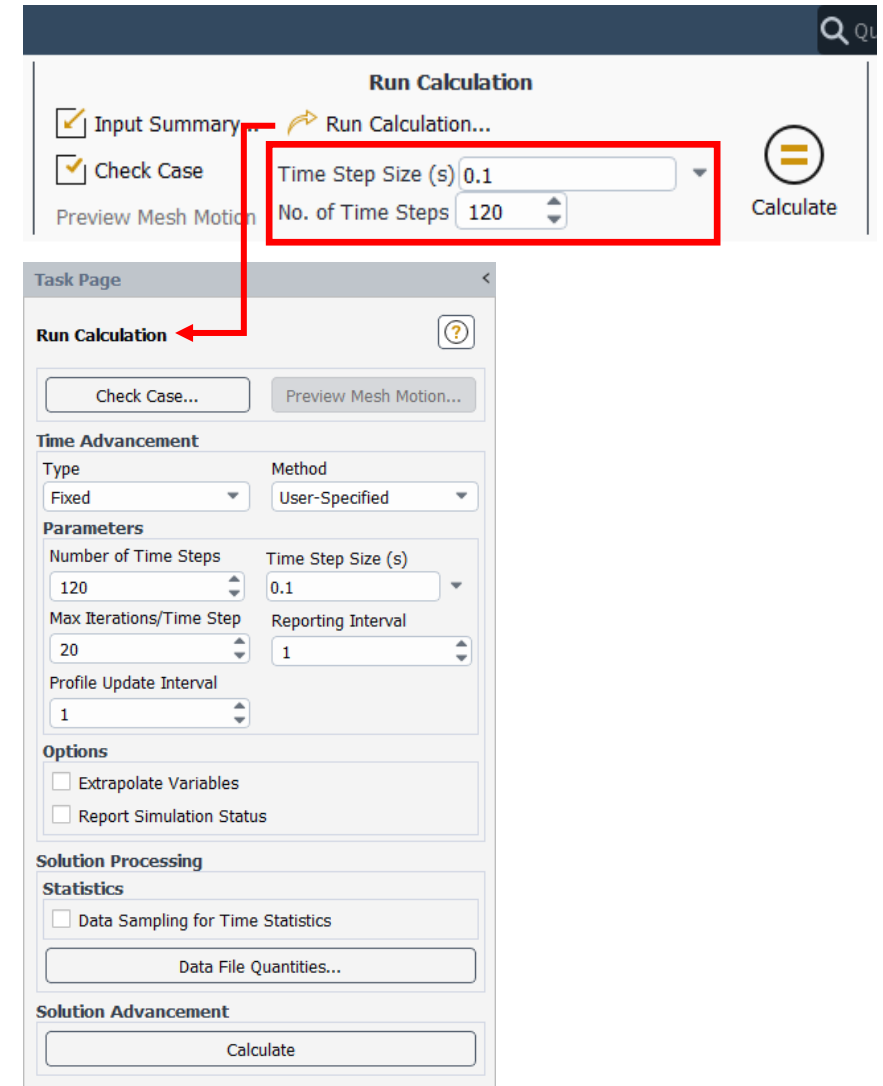 Run Calculation
Input Summary... Run Calculation...
Check Case Time Step Size (s) 0.1
Preview Mesh Motion No. of Time Steps 120 Calculate
Task Page
Run Calculation ?
Check Case... Preview Mesh Motion...
Time Advancement
Type Method
Fixed User-Specified
Parameters
Number of Time Steps Time Step Size (s)
120 0.1
Max Iterations/Time Step Reporting Interval
20 1
Profile Update Interval
1
Options
Extrapolate Variables
Report Simulation Status
Solution Processing
Statistics
Data Sampling for Time Statistics
Data File Quantities...
Solution Advancement
Calculate